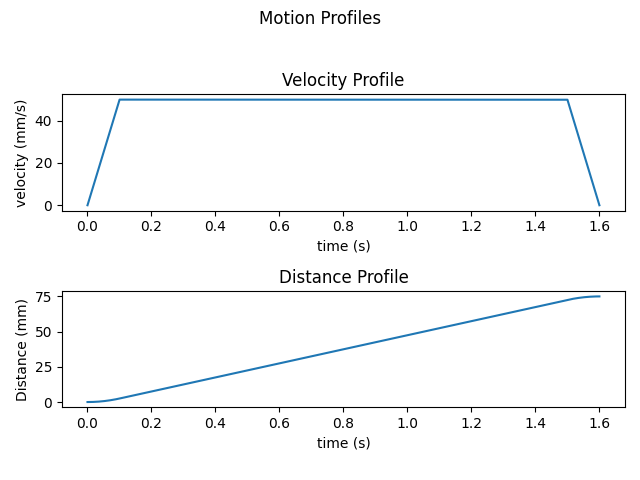 Motion Profiles
Velocity Profile
velocity (mm/s)
40
20
0
0.0 0.2 0.4 0.6 0.8 1.0 1.2 1.4 1.6
time (s)
Distance Profile
Distance (mm)
75
50
25
0
0.0 0.2 0.4 0.6 0.8 1.0 1.2 1.4 1.6
time (s)